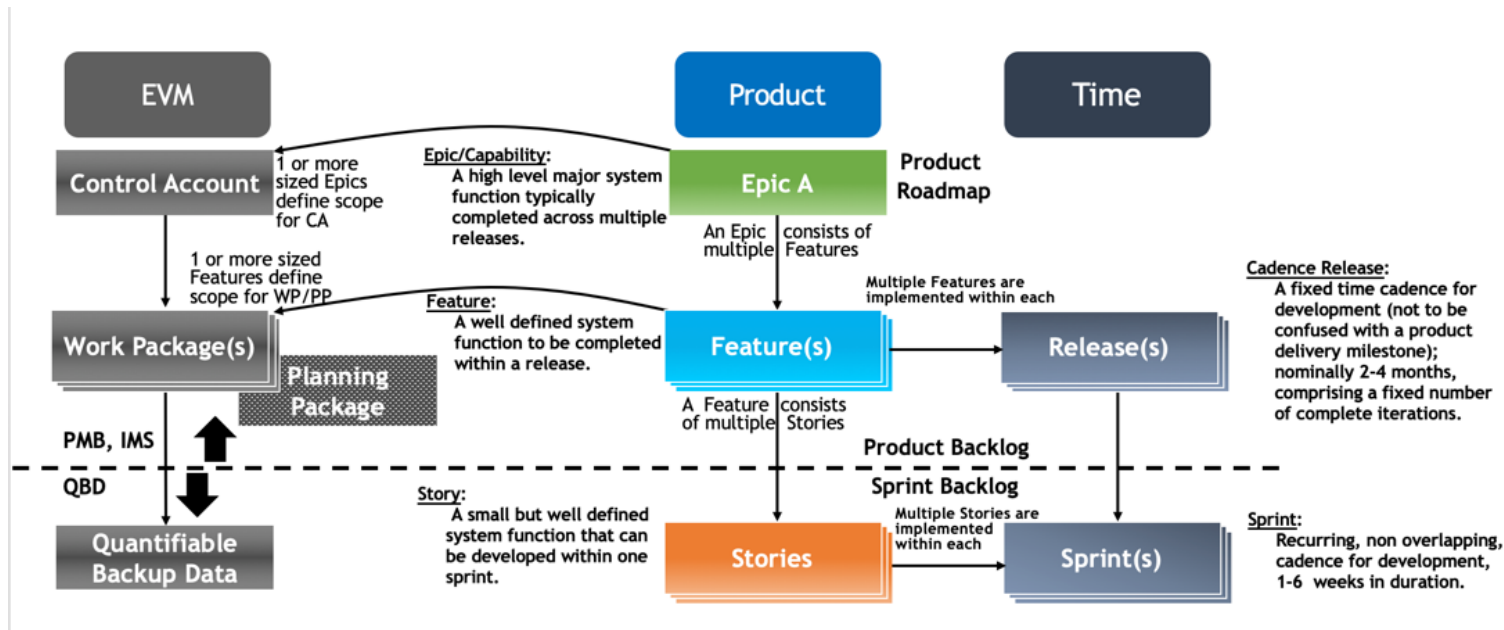 EVM
Product
Time
Control Account
1 or more
sized Epics
define scope
for CA
Epic/Capability:
A high level major system
function typically
completed across multiple
releases.
Epic A
Product
Roadmap
An Epic consists of
multiple Features
1 or more sized
Features define
scope for WP/PP
Feature:
A well defined system
function to be completed
within a release.
Work Package(s)
Planning
Package
Feature(s)
Multiple Features are
implemented within each
Release(s)
Cadence Release:
A fixed time cadence for
development (not to be
confused with a product
delivery milestone);
nominally 2-4 months,
comprising a fixed number
of complete iterations.
A Feature consists
of multiple Stories
PMB, IMS
Product Backlog
QBD
Sprint Backlog
Quantifiable
Backup Data
Story:
A small but well defined
system function that can
be developed within one
sprint.
Stories
Multiple Stories are
implemented
within each
Sprint(s)
Sprint:
Recurring, non overlapping,
cadence for development,
1-6 weeks in duration.